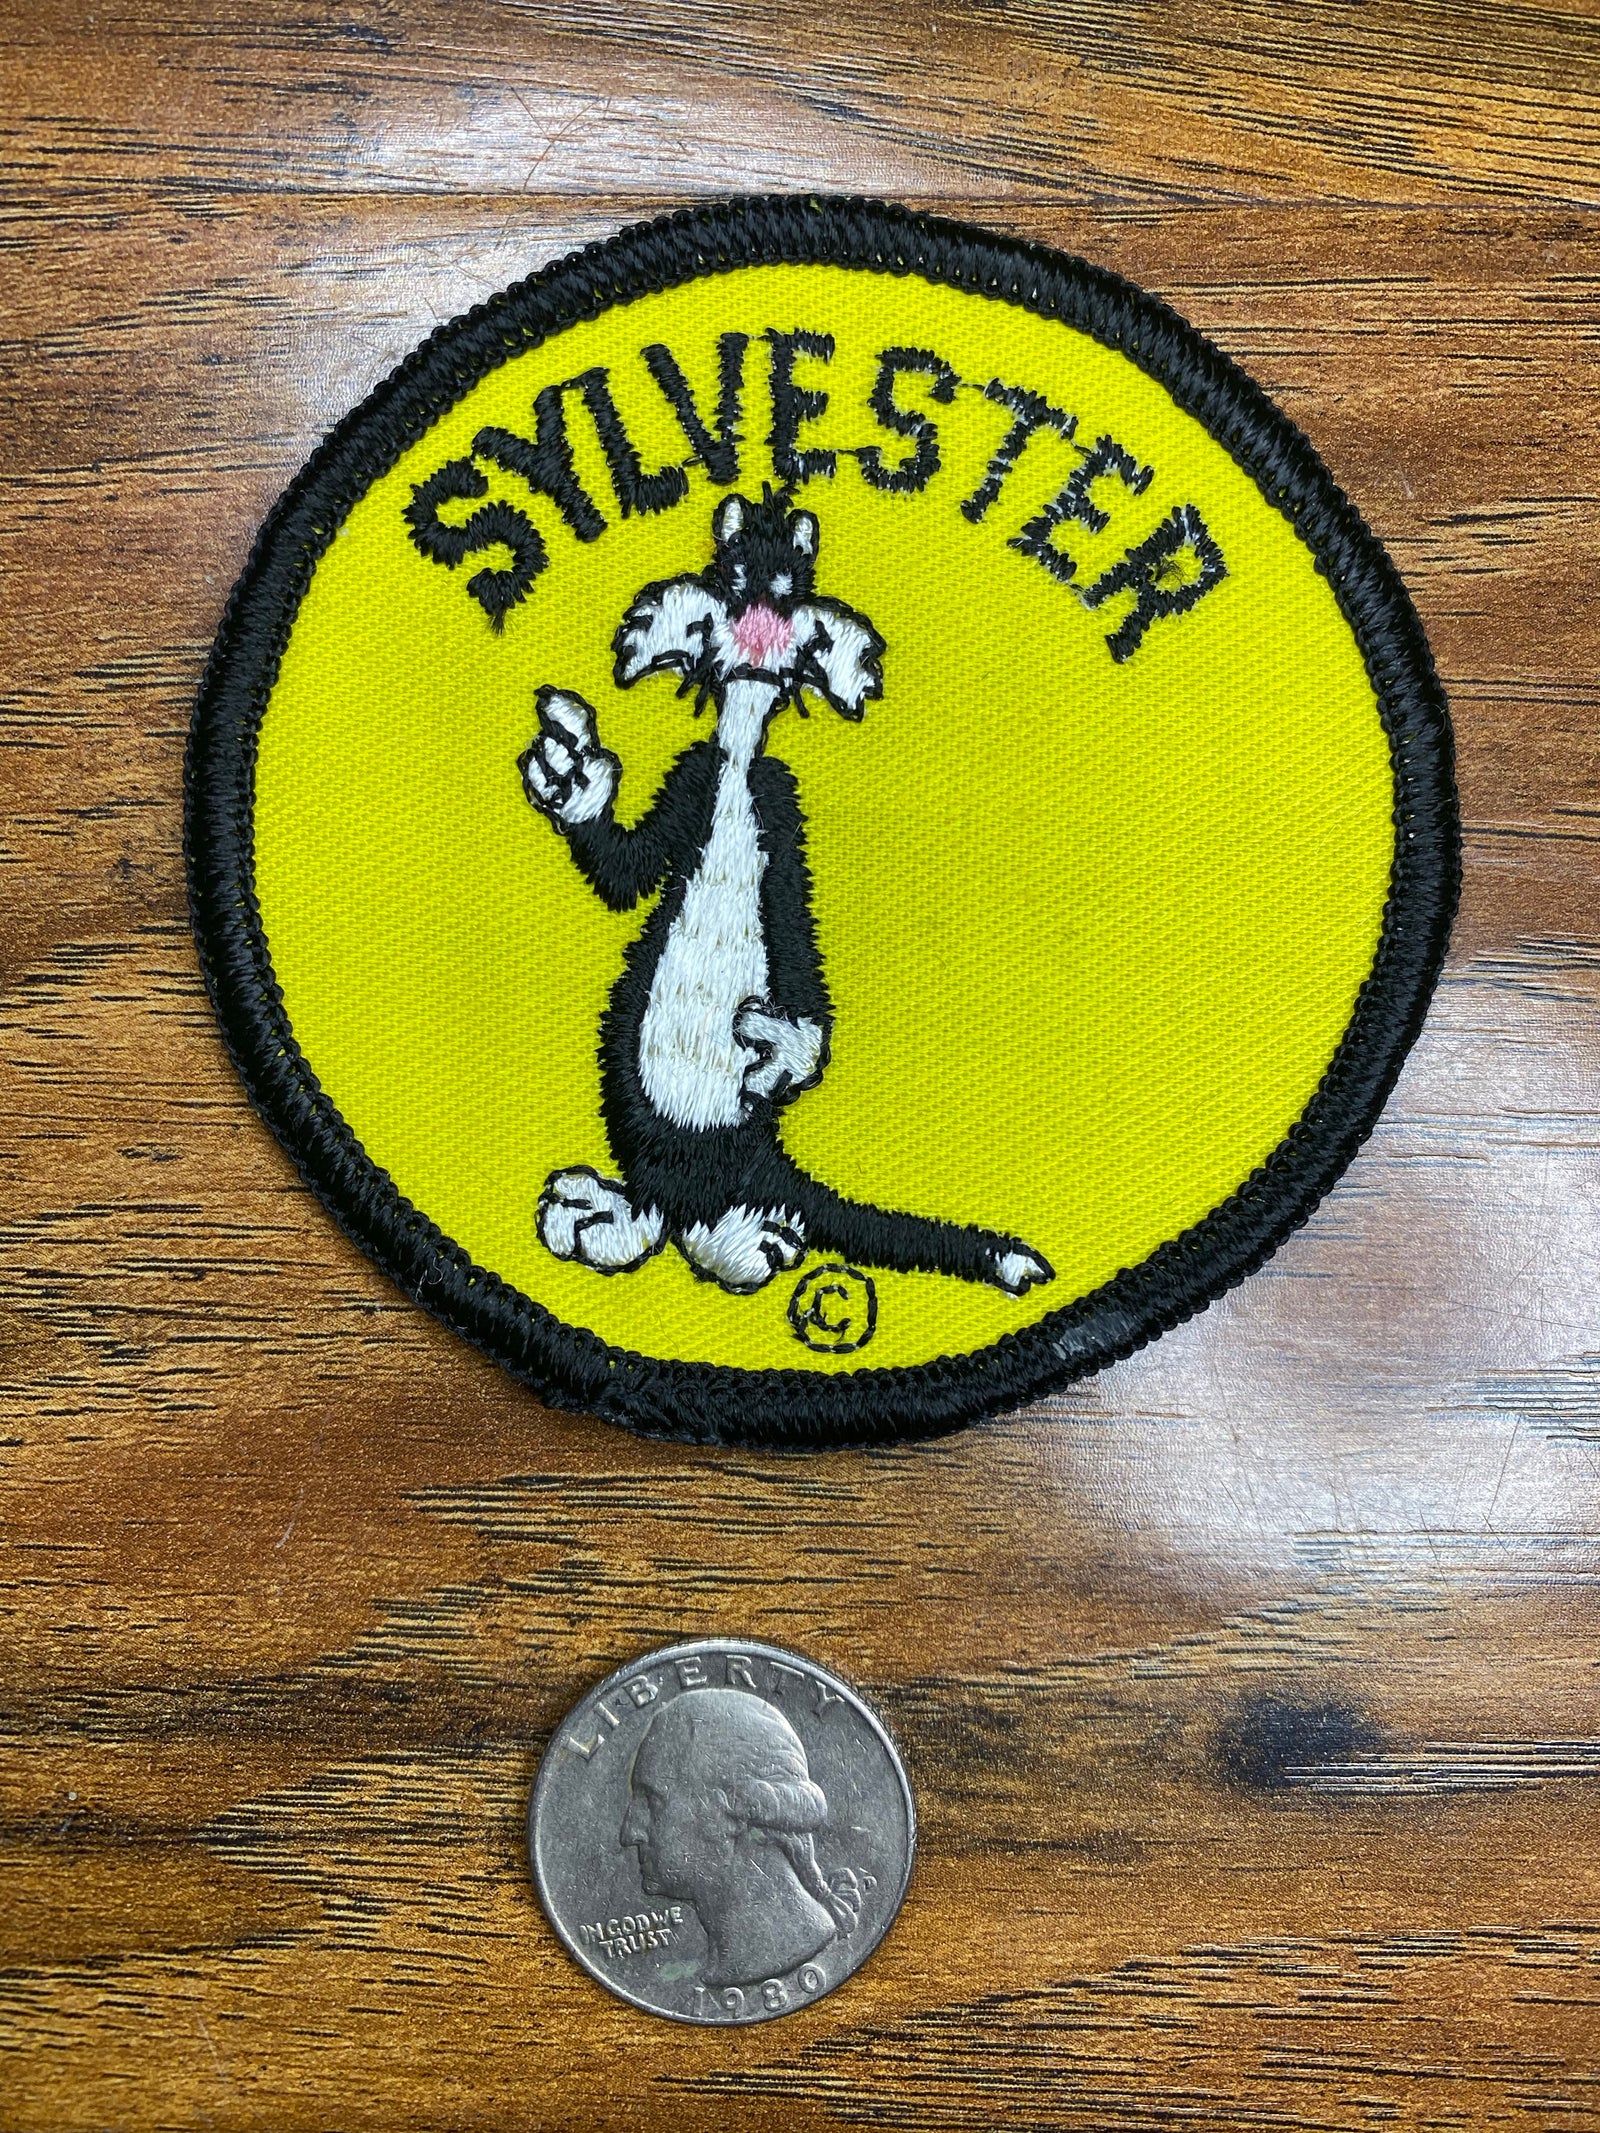 SYLVESTER
©
LIBERTY
IN GOD WE
TRUST
D
1980